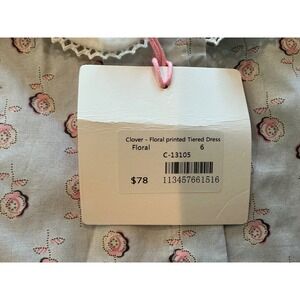 Clover - Floral printed Tiered Dress
Floral 6
C-13105
$78 113457661516